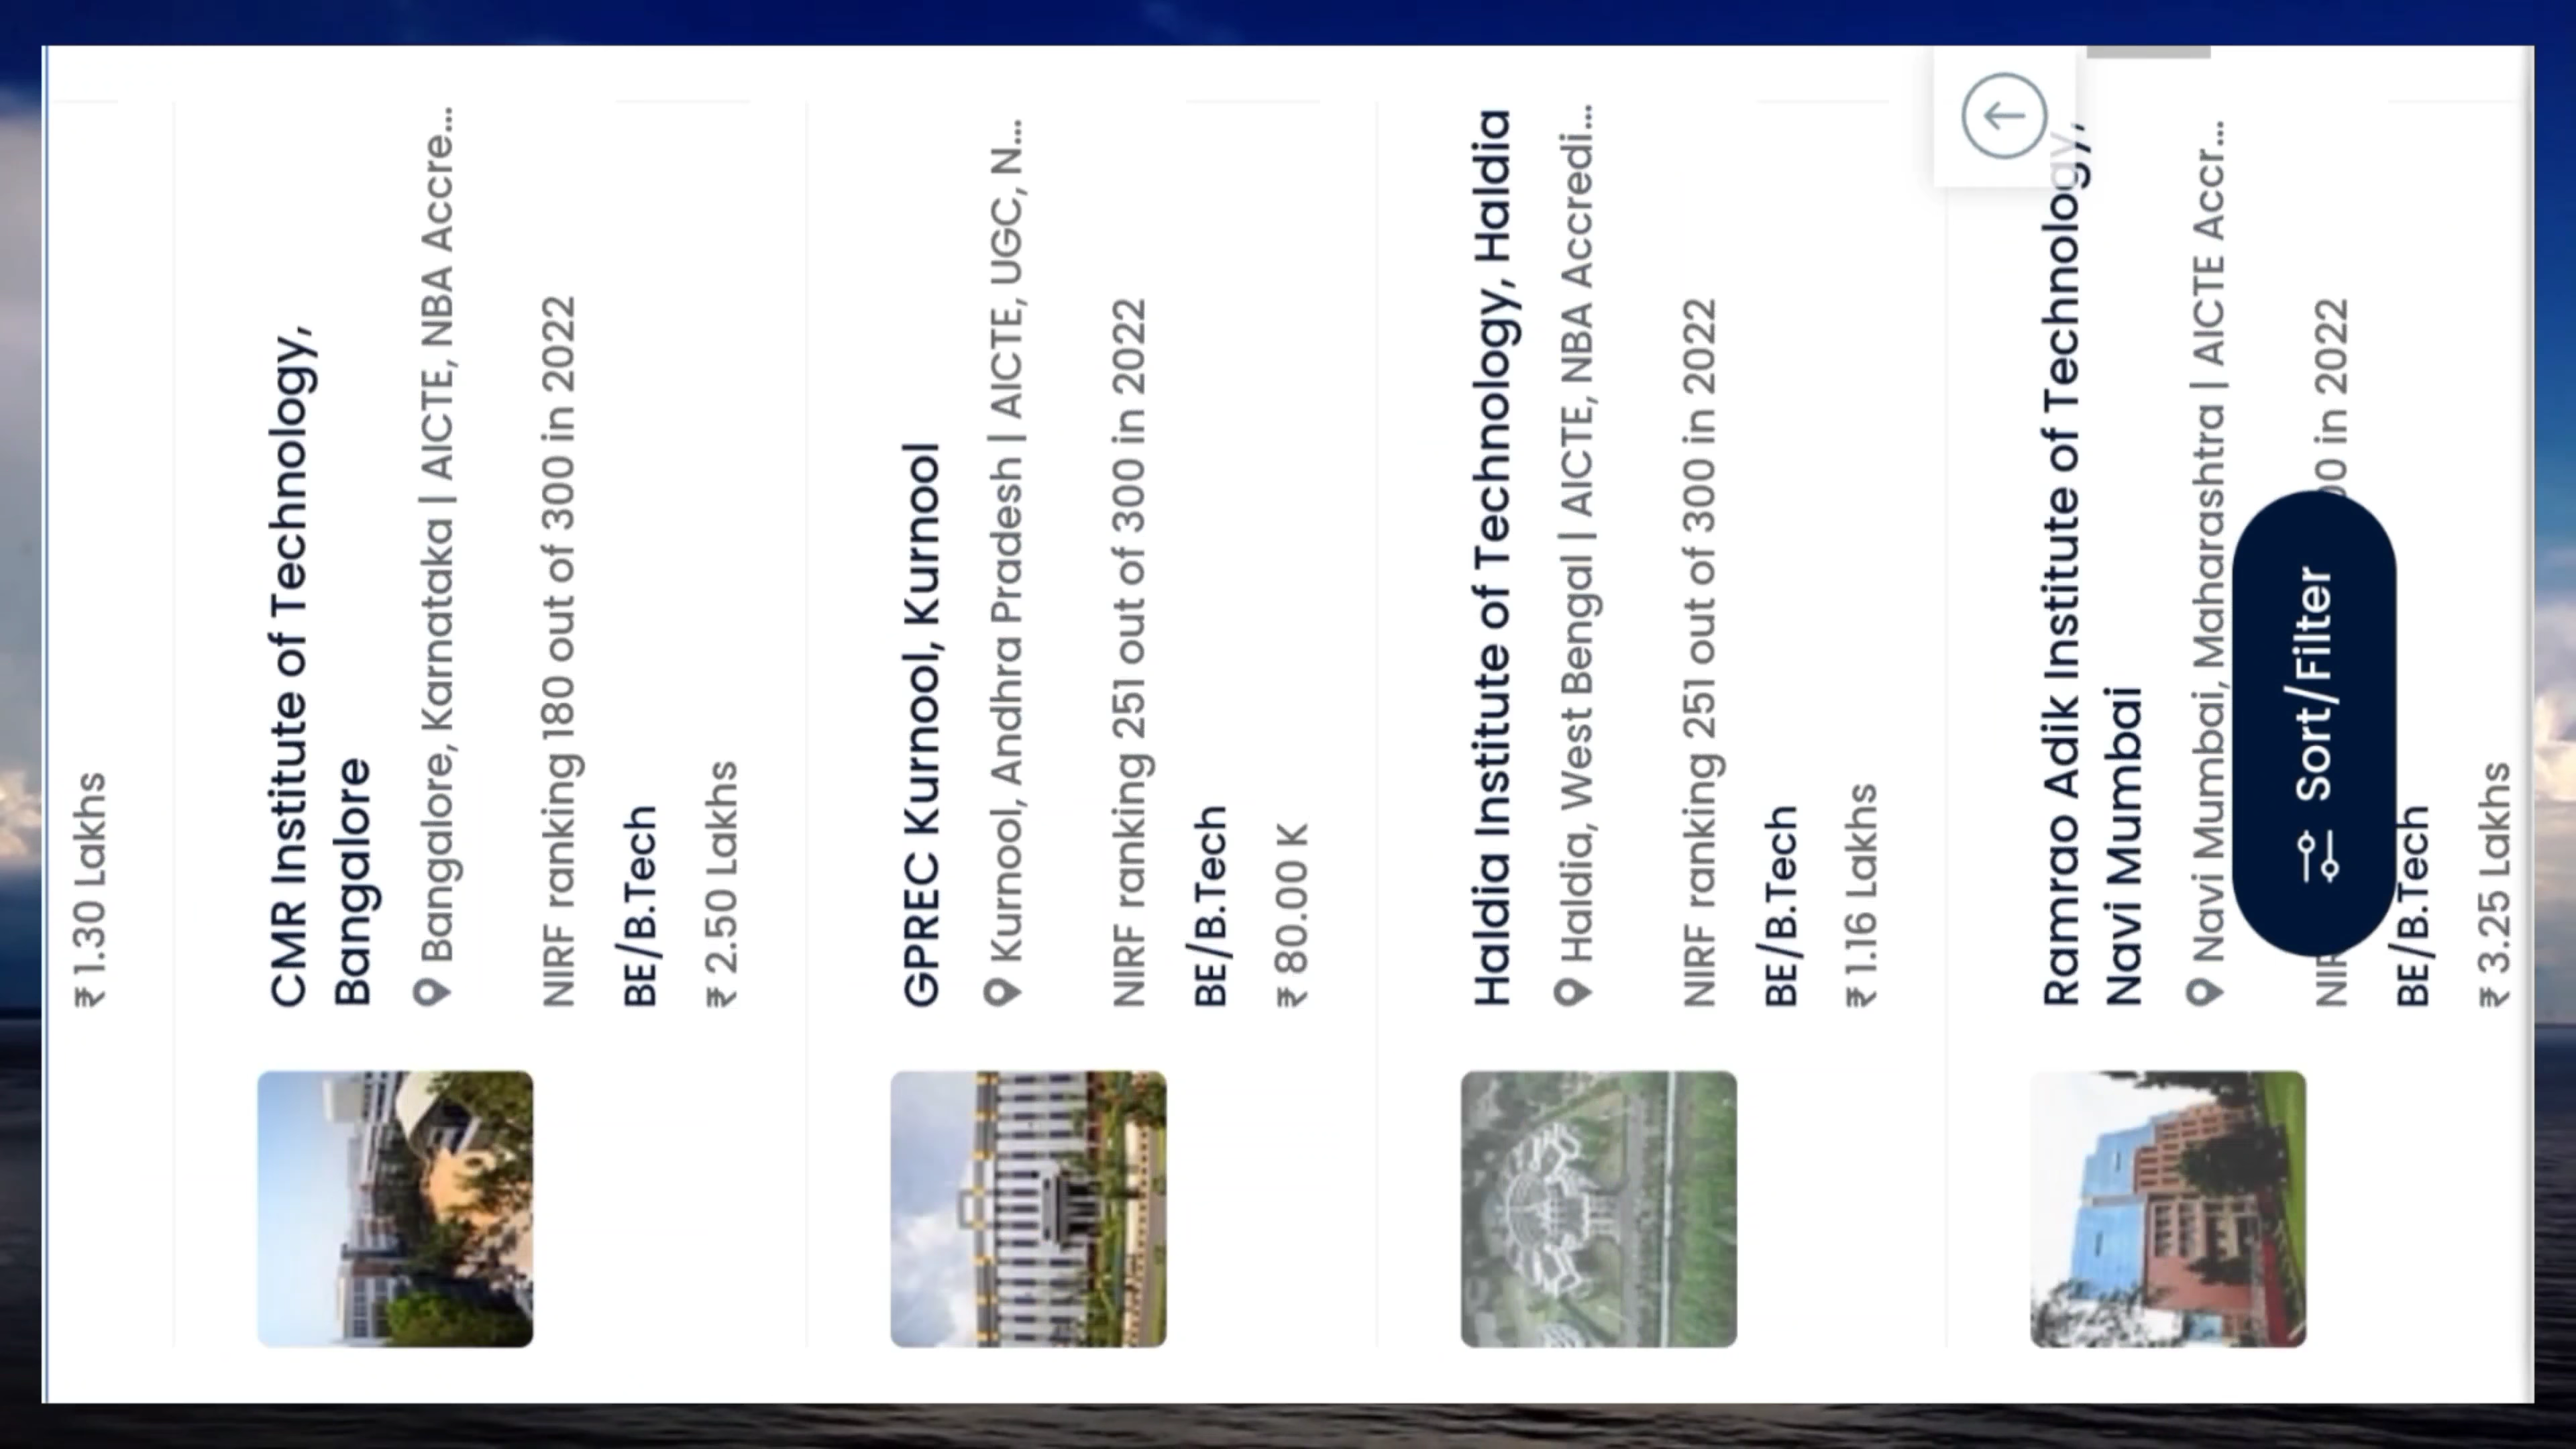 ₹ 1.30 Lakhs
CMR Institute of Technology,
Bangalore
Bangalore, Karnataka | AICTE, NBA Accre...
NIRF ranking 180 out of 300 in 2022
BE/B.Tech
₹ 2.50 Lakhs
GPREC Kurnool, Kurnool
Kurnool, Andhra Pradesh | AICTE, UGC, N...
NIRF ranking 251 out of 300 in 2022
BE/B.Tech
₹ 80.00 K
Haldia Institute of Technology, Haldia
Haldia, West Bengal | AICTE, NBA Accredi...
NIRF ranking 251 out of 300 in 2022
BE/B.Tech
₹ 1.16 Lakhs
Ramrao Adik Institute of Technology,
Navi Mumbai
Navi Mumbai, Maharashtra | AICTE Accr...
in 2022
Sort/Filter
BE/B.Tech
₹ 3.25 Lakhs